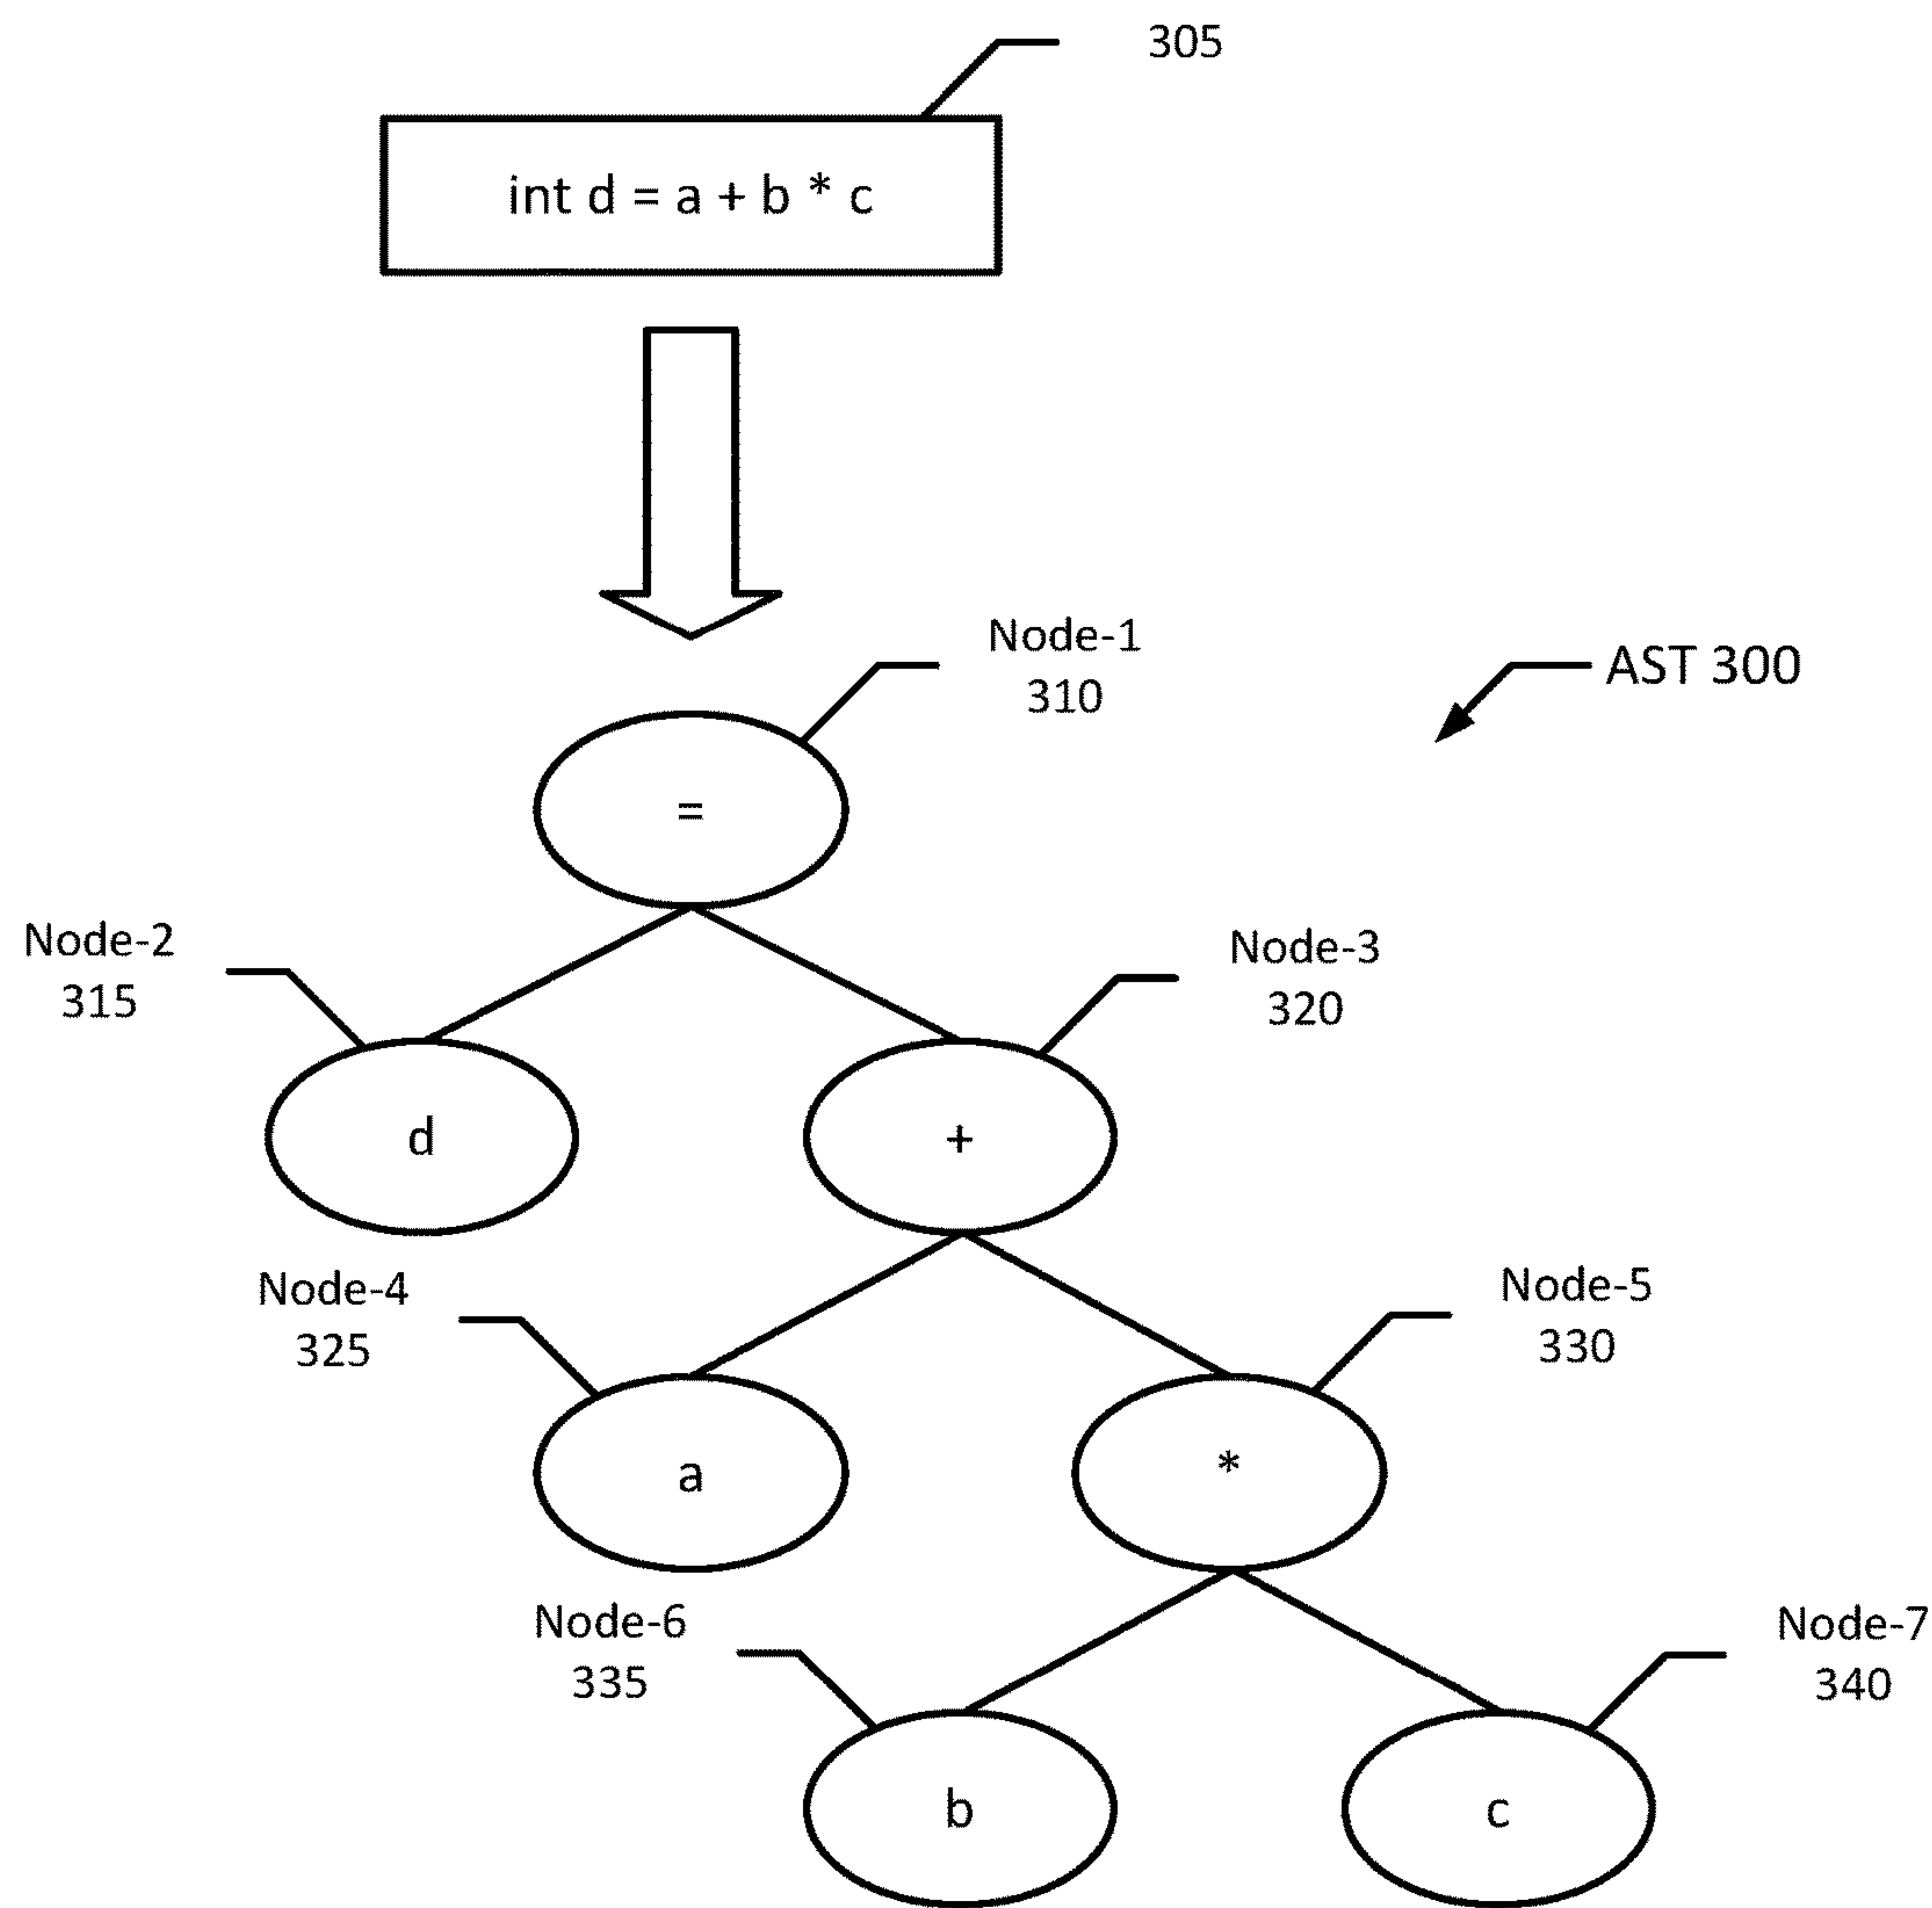 305
int d = a + b * c
Node-1
310
AST 300
=
Node-2
315
Node-3
320
d
+
Node-4
325
Node-5
330
a
*
Node-6
335
Node-7
340
b
c